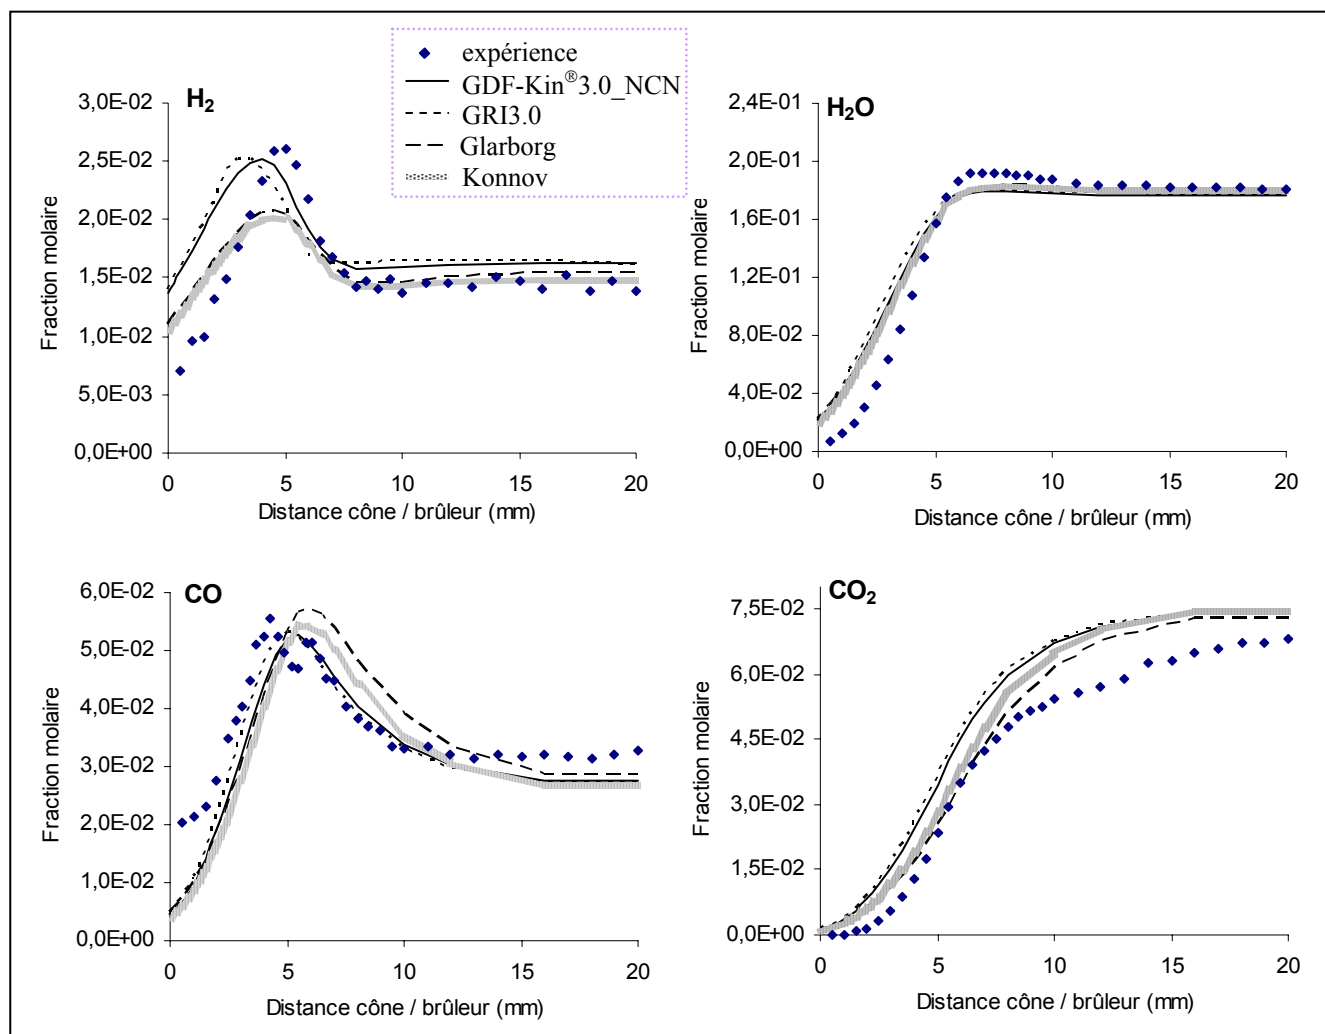 expérience
GDF-Kin®3.0_NCN
GRI3.0
Glarborg
Konnov
H2
Fraction molaire
3,0E-02
2,5E-02
2,0E-02
1,5E-02
1,0E-02
5,0E-03
0,0E+00
0 5 10 15 20
Distance cône / brûleur (mm)
H2O
Fraction molaire
2,4E-01
2,0E-01
1,6E-01
1,2E-01
8,0E-02
4,0E-02
0,0E+00
0 5 10 15 20
Distance cône / brûleur (mm)
CO
Fraction molaire
6,0E-02
5,0E-02
4,0E-02
3,0E-02
2,0E-02
1,0E-02
0,0E+00
0 5 10 15 20
Distance cône / brûleur (mm)
CO2
Fraction molaire
7,5E-02
6,0E-02
4,5E-02
3,0E-02
1,5E-02
0,0E+00
0 5 10 15 20
Distance cône / brûleur (mm)